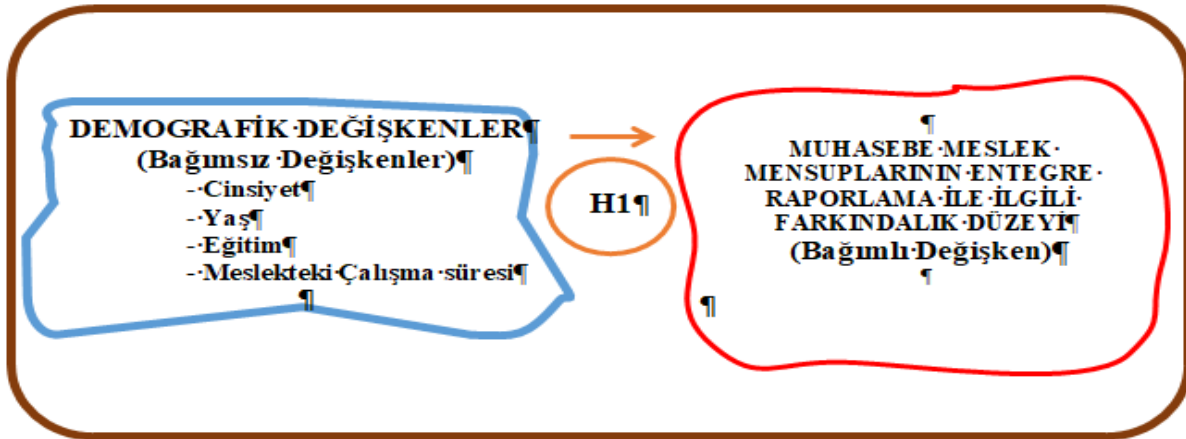 DEMOGRAFİK·DEĞİŞKENLER¶
(Bağımsız·Değişkenler)¶
-·Cinsiyet¶
-·Yaş¶
-·Eğitim¶
-·Meslekteki·Çalışma·süresi¶
¶
H1¶
¶
MUHASEBE·MESLEK·
MENSUPLARININ·ENTEGRE·
RAPORLAMA·İLE·İLGİLİ·
FARKINDALIK·DÜZEYİ¶
(Bağımlı·Değişken)¶
¶
¶